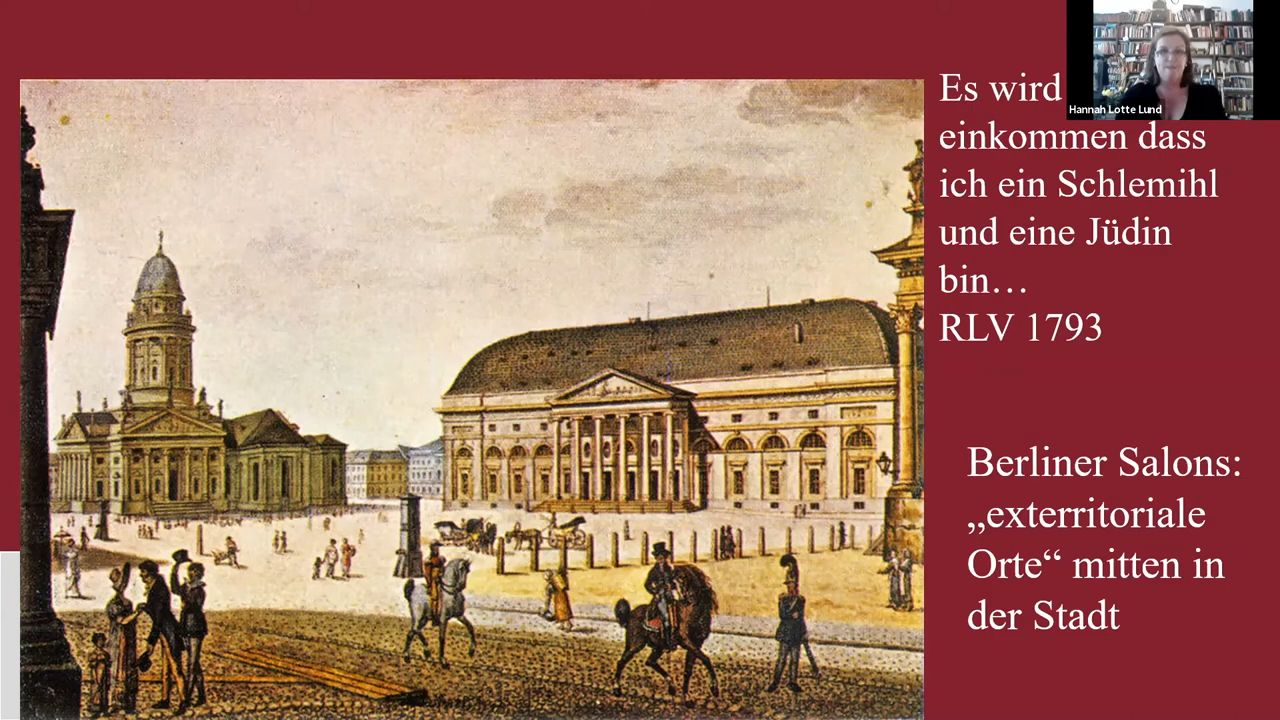 Es wird
einkommen dass
ich ein Schlemihl
und eine Jüdin
bin…
RLV 1793
Hannah Lotte Lund
Berliner Salons:
„exterritoriale
Orte“ mitten in
der Stadt